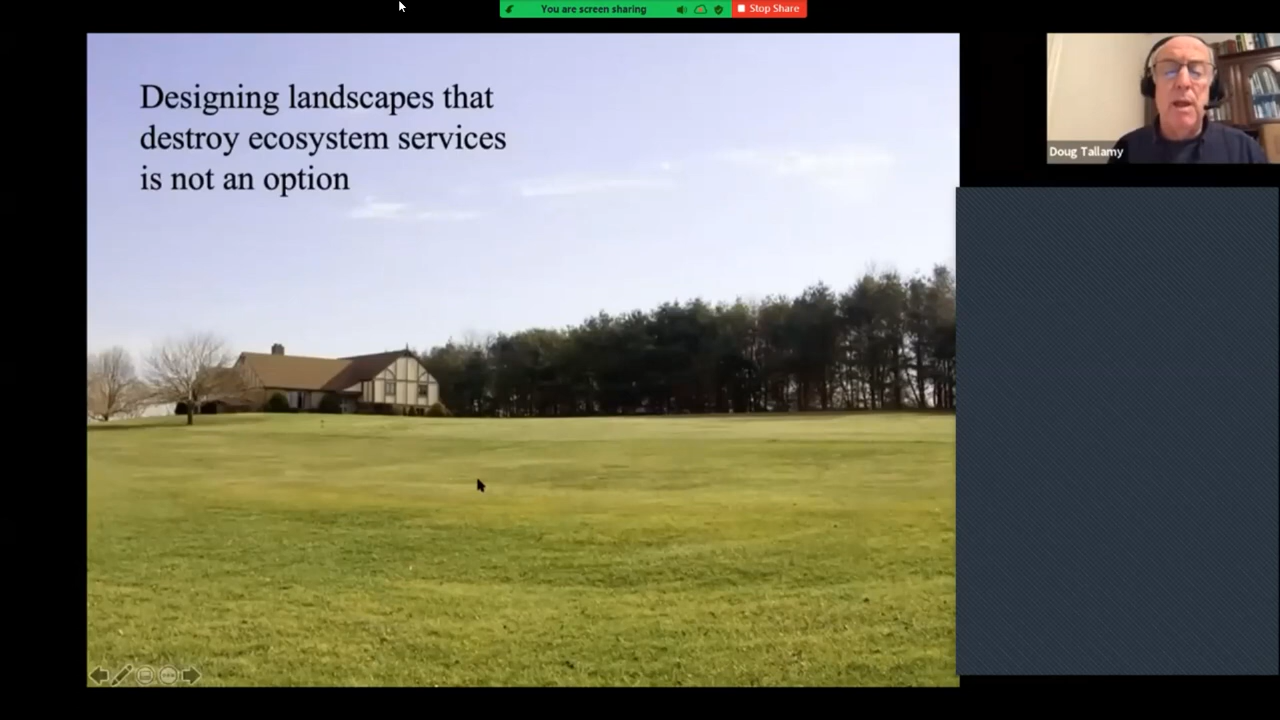 You are screen sharing
Stop Share
Designing landscapes that
destroy ecosystem services
is not an option
Doug Tallamy